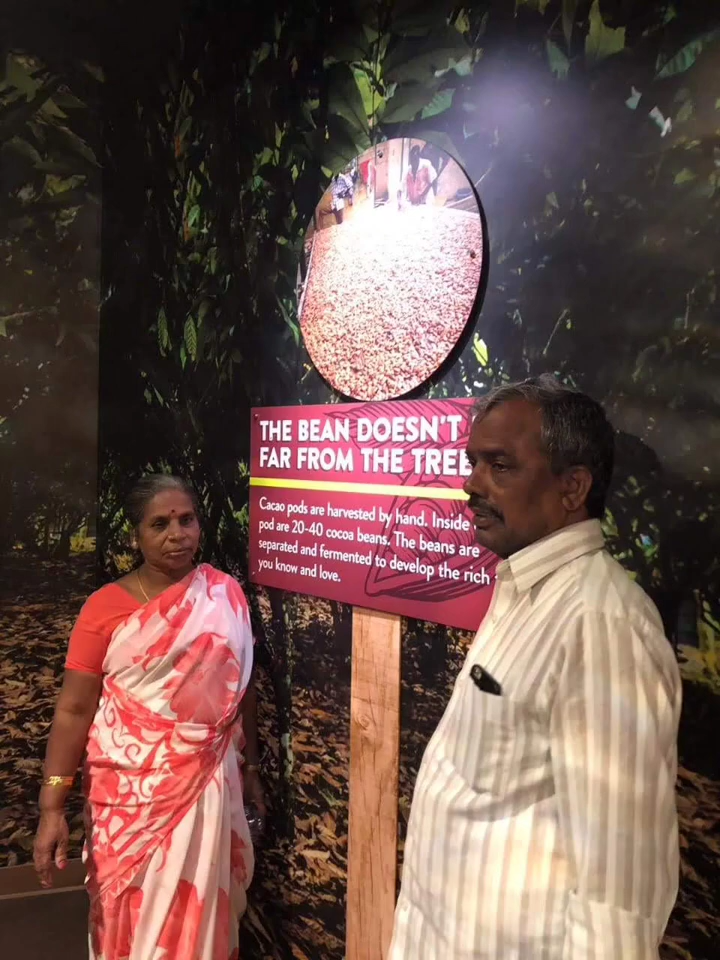 THE BEAN DOESN'T
FAR FROM THE TREE
Cacao pods are harvested by hand. Inside
pod are 20-40 cocoa beans. The beans are
separated and fermented to develop the rich
you know and love.